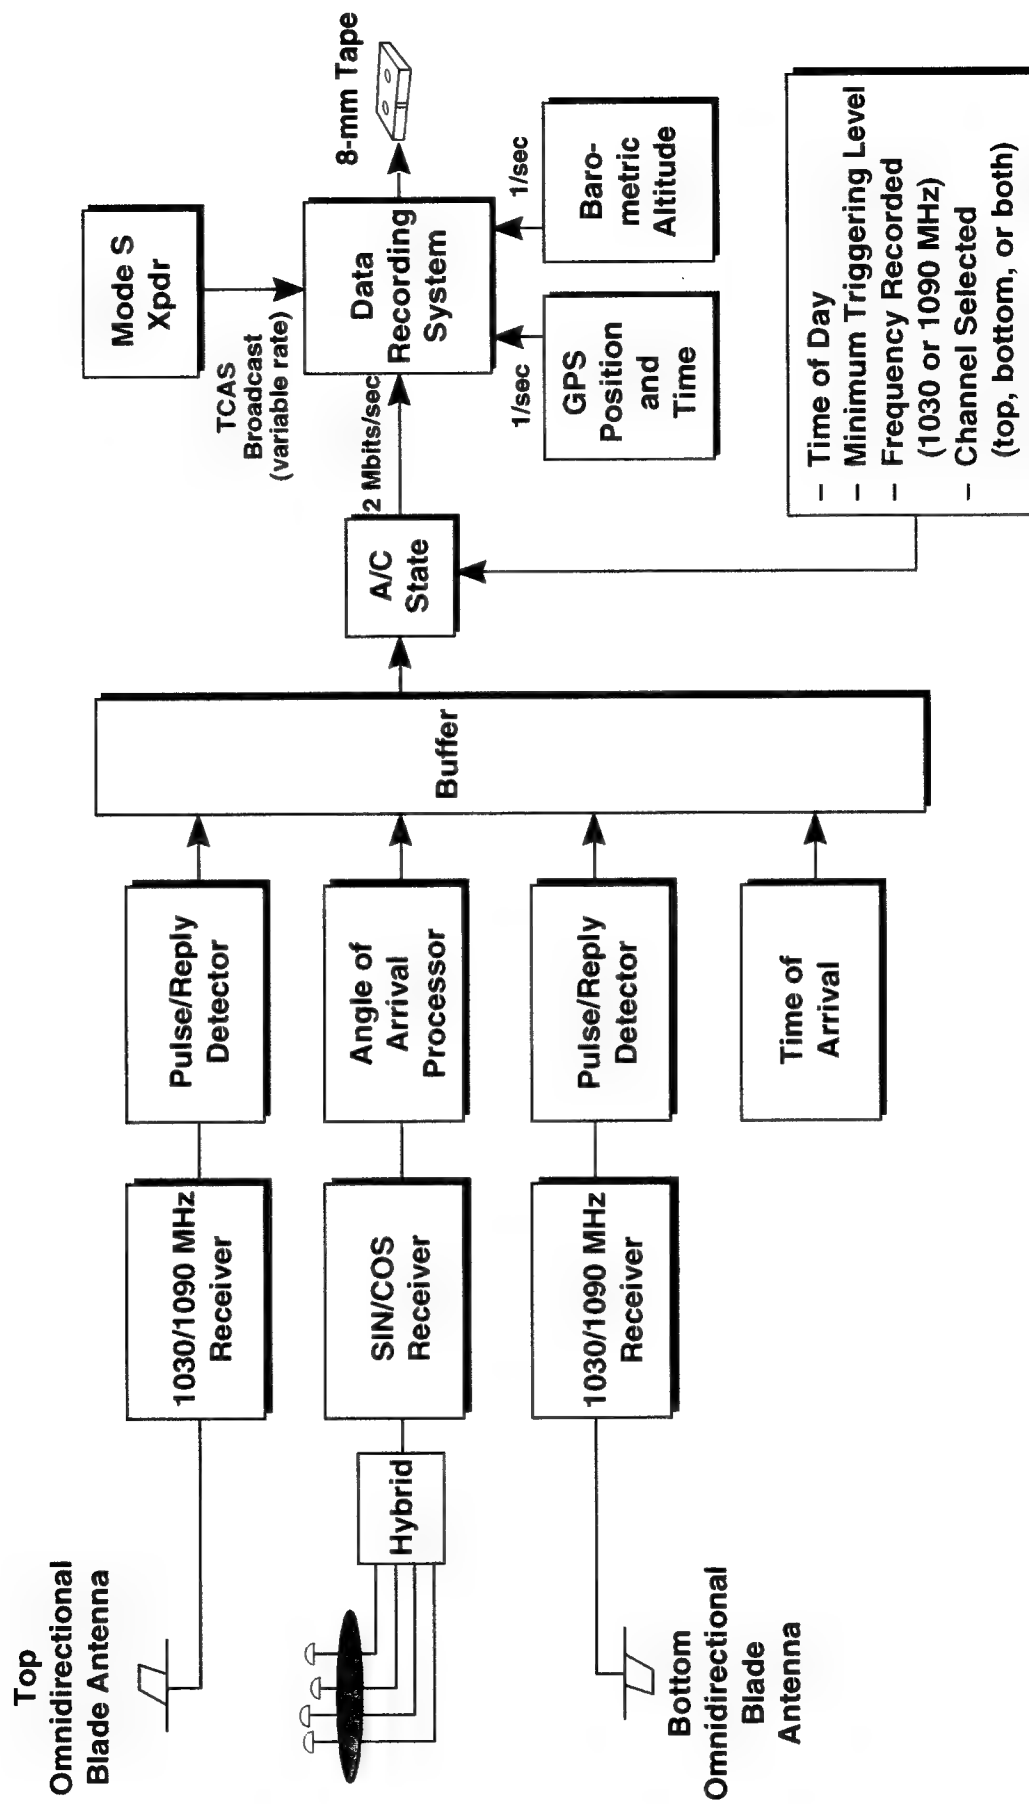 Top
Omnidirectional
Blade Antenna
1030/1090 MHz
Receiver
Pulse/Reply
Detector
Hybrid
SIN/COS
Receiver
Angle of
Arrival
Processor
Bottom
Omnidirectional
Blade
Antenna
1030/1090 MHz
Receiver
Pulse/Reply
Detector
Time of
Arrival
Buffer
A/C
State
2 Mbits/sec
Mode S
Xpdr
TCAS
Broadcast
(variable rate)
Data
Recording
System
8-mm Tape
1/sec
GPS
Position
and
Time
1/sec
Baro-
metric
Altitude
– Time of Day
– Minimum Triggering Level
– Frequency Recorded
(1030 or 1090 MHz)
– Channel Selected
(top, bottom, or both)